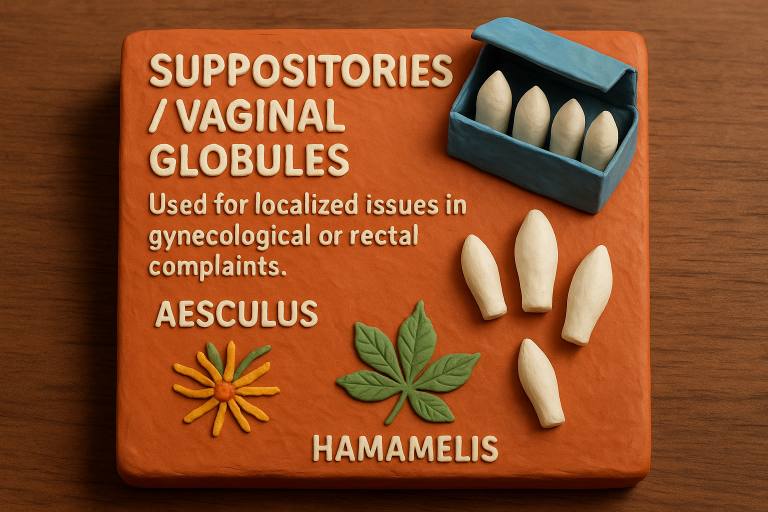 SUPPOSITORIES
/ VAGINAL
GLOBULES
Used for localized issues in
gynecological or rectal
complaints.
AESCULUS
HAMAMELIS